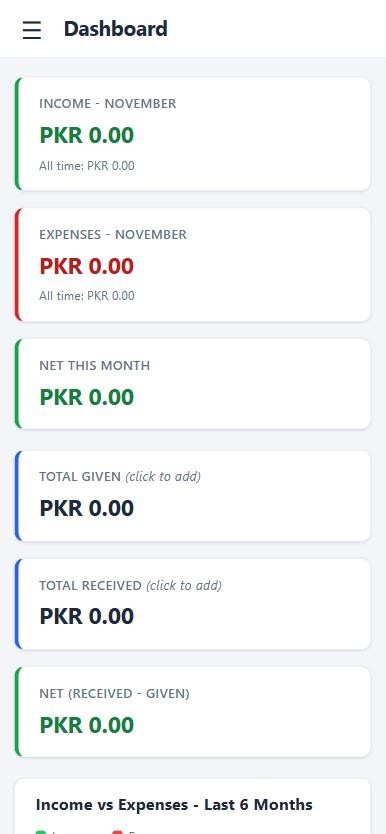 Dashboard
INCOME - NOVEMBER
PKR 0.00
All time: PKR 0.00
EXPENSES - NOVEMBER
PKR 0.00
All time: PKR 0.00
NET THIS MONTH
PKR 0.00
TOTAL GIVEN (click to add)
PKR 0.00
TOTAL RECEIVED (click to add)
PKR 0.00
NET (RECEIVED - GIVEN)
PKR 0.00
Income vs Expenses - Last 6 Months